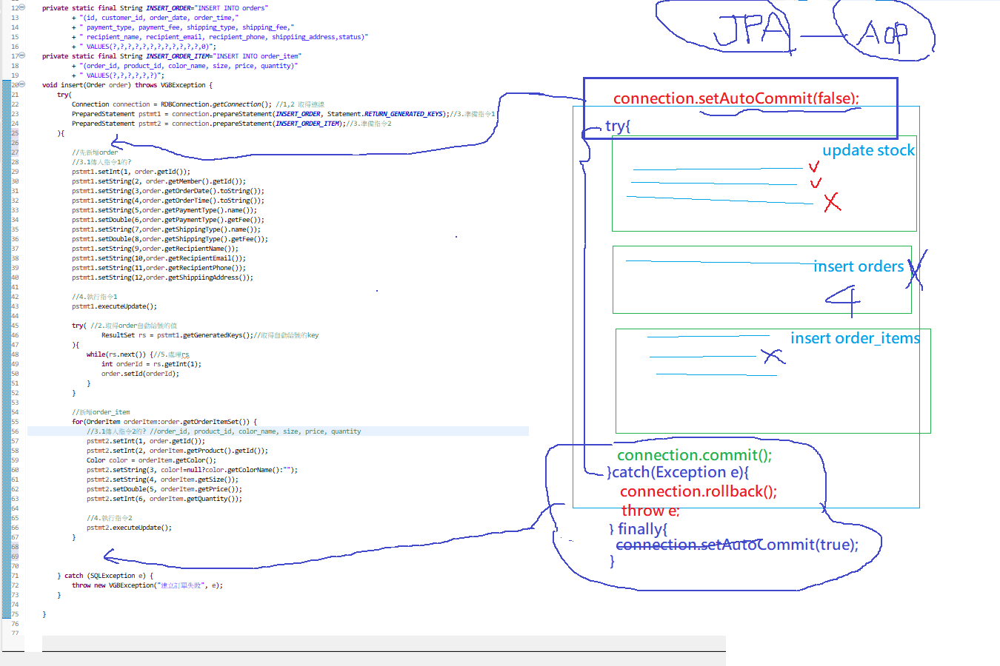 12 private static final String INSERT_ORDER="INSERT INTO orders"
13 + "(id, customer_id, order_date, order_time,"
14 + " payment_type, payment_fee, shipping_type, shipping_fee,"
15 + " recipient_name, recipient_email, recipient_phone, shipping_address,status)"
16 + " VALUES(?,?,?,?,?,?,?,?,?,?,?,?,0)";
17 private static final String INSERT_ORDER_ITEM="INSERT INTO order_item"
18 + "(order_id, product_id, color_name, size, price, quantity)"
19 + " VALUES(?,?,?,?,?,?)";
20 void insert(Order order) throws VGBException {
21 try(
22 Connection connection = RDBConnection.getConnection(); //1,2 取得連線
23 PreparedStatement pstmt1 = connection.prepareStatement(INSERT_ORDER, Statement.RETURN_GENERATED_KEYS);//3.準備指令1
24 PreparedStatement pstmt2 = connection.prepareStatement(INSERT_ORDER_ITEM);//3.準備指令2
25 ){
26
27 //先新增order
28 //3.1傳入指令1的?
29 pstmt1.setInt(1, order.getId());
30 pstmt1.setString(2, order.getMember().getId());
31 pstmt1.setString(3,order.getOrderDate().toString());
32 pstmt1.setString(4,order.getOrderTime().toString());
33 pstmt1.setString(5,order.getPaymentType().name());
34 pstmt1.setDouble(6,order.getPaymentType().getFee());
35 pstmt1.setString(7,order.getShippingType().name());
36 pstmt1.setDouble(8,order.getShippingType().getFee());
37 pstmt1.setString(9,order.getRecipientName());
38 pstmt1.setString(10,order.getRecipientEmail());
39 pstmt1.setString(11,order.getRecipientPhone());
40 pstmt1.setString(12,order.getShippiingAddress());
41
42 //4.執行指令1
43 pstmt1.executeUpdate();
44
45 try( //2.取得order自動給號的值
46 ResultSet rs = pstmt1.getGeneratedKeys();//取得自動給號的key
47 ){
48 while(rs.next()) {//5.處理rs
49 int orderId = rs.getInt(1);
50 order.setId(orderId);
51 }
52 }
53
54 //新增order_item
55 for(OrderItem orderItem:order.getOrderItemSet()) {
56 //3.1傳入指令2的? //order_id, product_id, color_name, size, price, quantity
57 pstmt2.setInt(1, order.getId());
58 pstmt2.setInt(2, orderItem.getProduct().getId());
59 Color color = orderItem.getColor();
60 pstmt2.setString(3, color!=null?color.getColorName():"");
61 pstmt2.setString(4, orderItem.getSize());
62 pstmt2.setDouble(5, orderItem.getPrice());
63 pstmt2.setInt(6, orderItem.getQuantity());
64
65 //4.執行指令2
66 pstmt2.executeUpdate();
67 }
68
69
70
71 } catch (SQLException e) {
72 throw new VGBException("建立訂單失敗", e);
73 }
74
75 }
76
77
JPA — AOP
connection.setAutoCommit(false);
try{
update stock
insert orders
4
insert order_items
connection.commit();
}catch(Exception e){
connection.rollback();
throw e;
} finally{
connection.setAutoCommit(true);
}